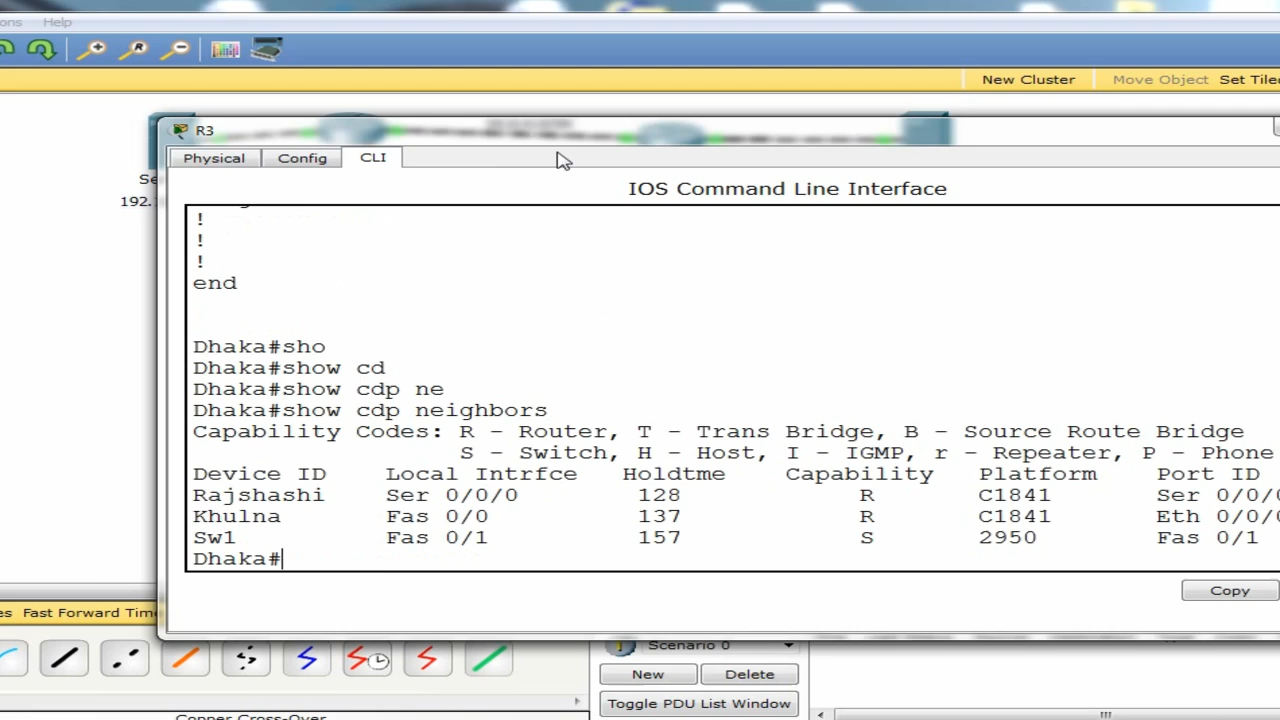 ons Help
New Cluster Move Object Set Tile
R3
Physical Config CLI
Se
192.
IOS Command Line Interface
!
!
!
end
Dhaka#sho
Dhaka#show cd
Dhaka#show cdp ne
Dhaka#show cdp neighbors
Capability Codes: R - Router, T - Trans Bridge, B - Source Route Bridge
S - Switch, H - Host, I - IGMP, r - Repeater, P - Phone
Device ID Local Intrfce Holdtme Capability Platform Port ID
Rajshashi Ser 0/0/0 128 R C1841 Ser 0/0/0
Khulna Fas 0/0 137 R C1841 Eth 0/0/0
Sw1 Fas 0/1 157 S 2950 Fas 0/1
Dhaka#
Copy
es Fast Forward Tim
Scenario 0
New Delete
Toggle PDU List Window
Copper Cross-Over